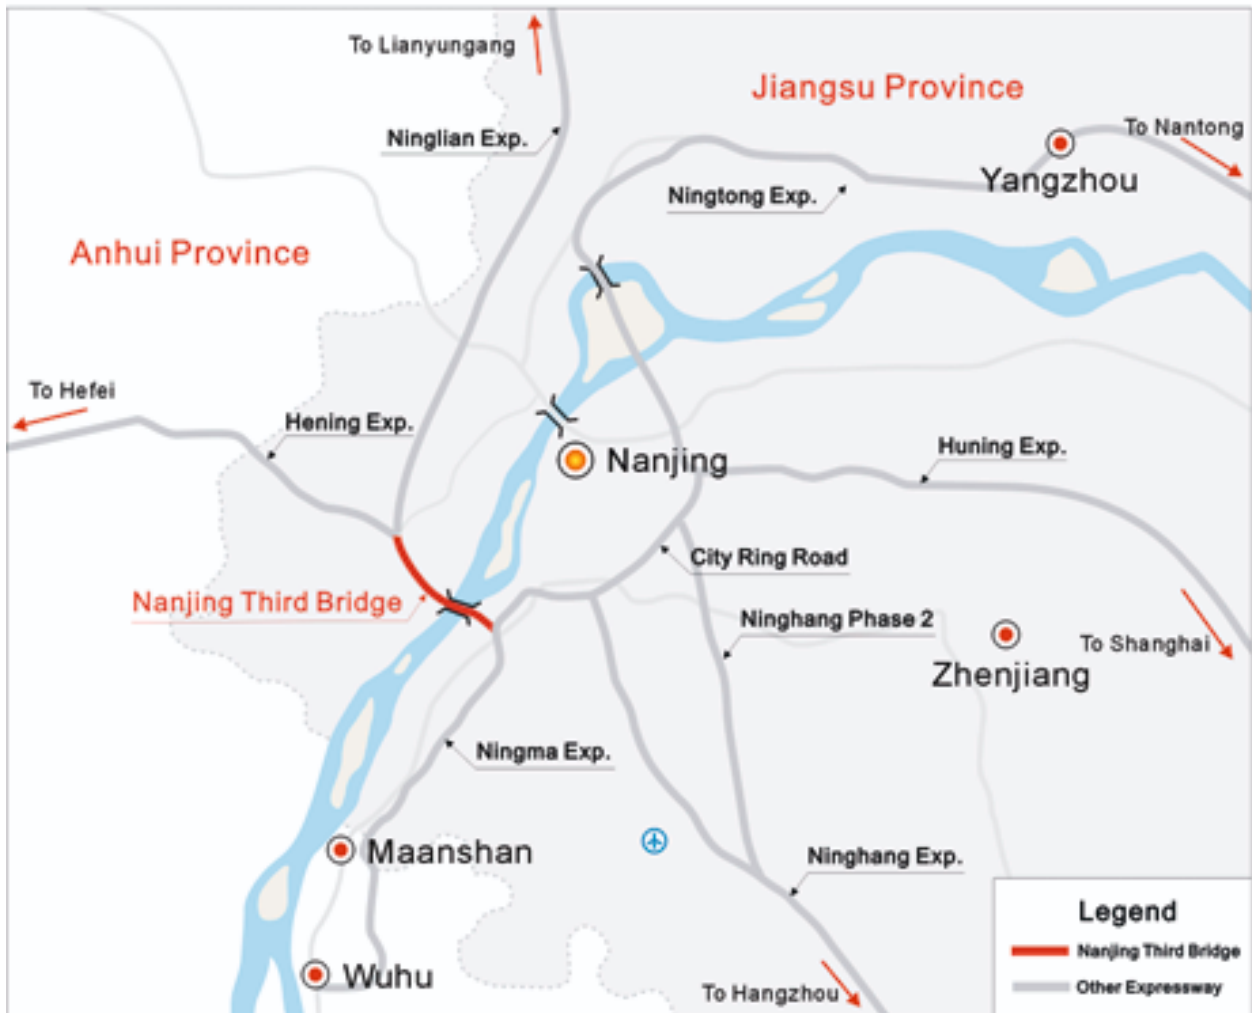 To Lianyungang
Jiangsu Province
Ninglian Exp.
To Nantong
Yangzhou
Ningtong Exp.
Anhui Province
To Hefei
Hening Exp.
Nanjing
Huning Exp.
City Ring Road
Nanjing Third Bridge
Ninghang Phase 2
To Shanghai
Zhenjiang
Ningma Exp.
Maanshan
Ninghang Exp.
Wuhu
To Hangzhou
Legend
Nanjing Third Bridge
Other Expressway